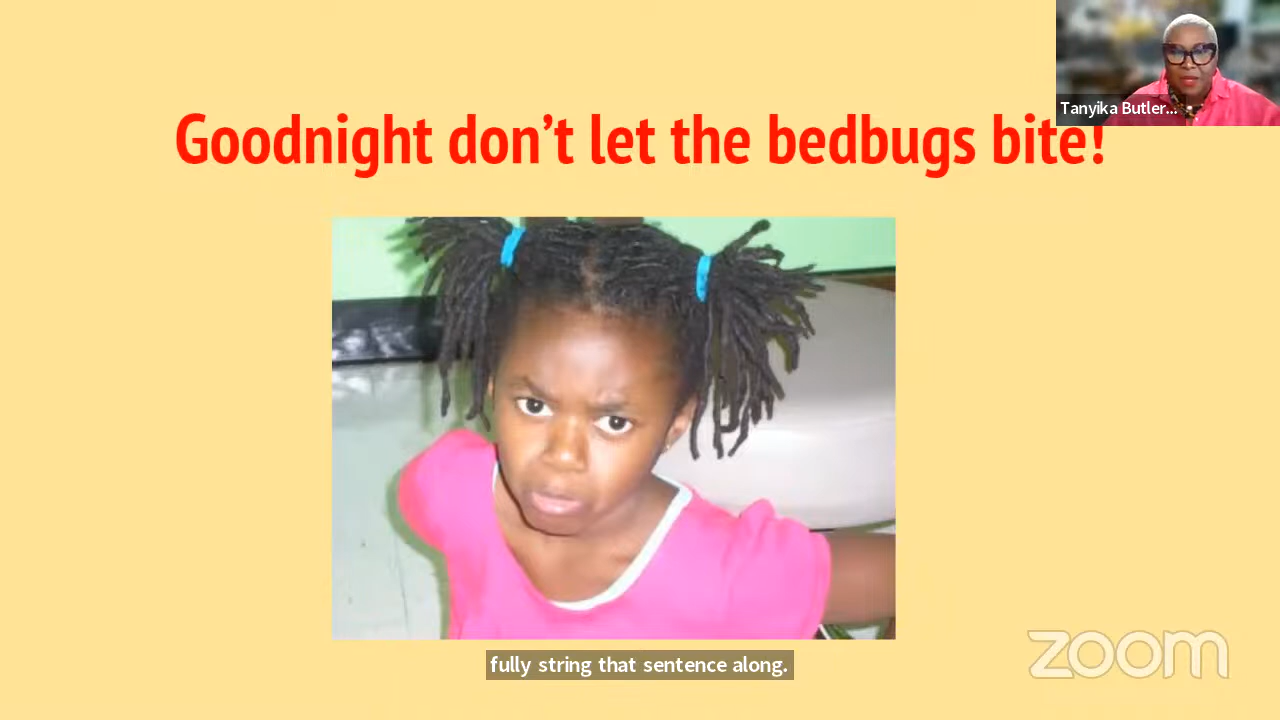 Tanyika Butler...
Goodnight don't let the bedbugs bite!
fully string that sentence along.
zoom